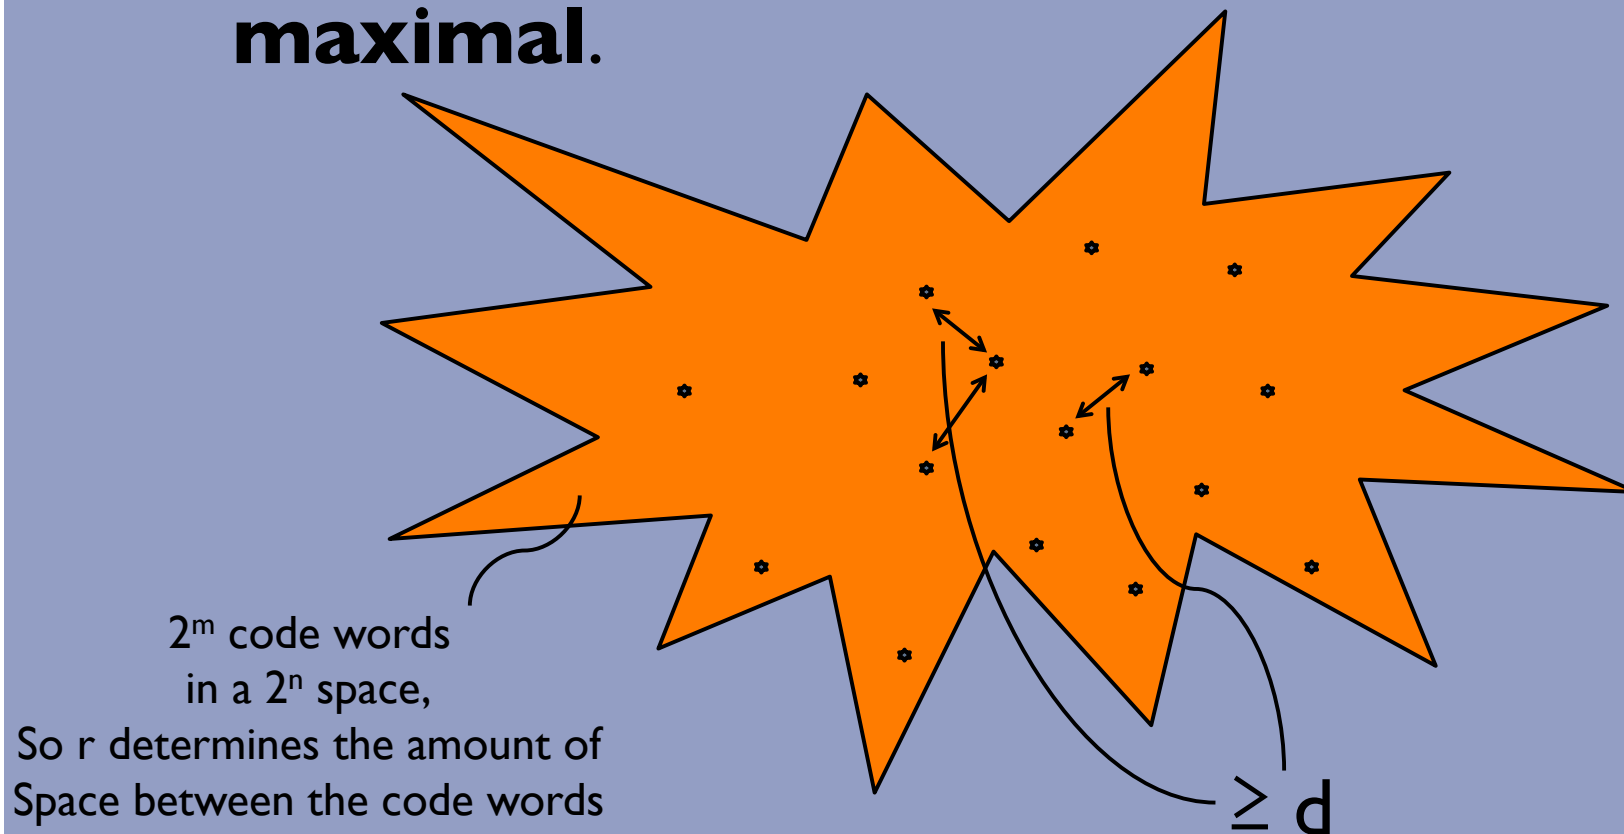 maximal.
2ᵐ code words
in a 2ⁿ space,
So r determines the amount of
Space between the code words
≥ d